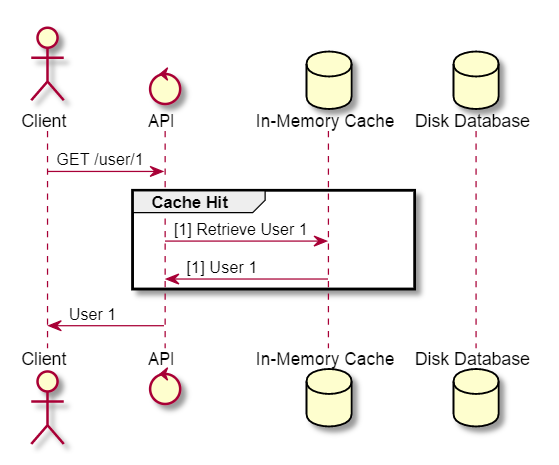 Client
API
In-Memory Cache
Disk Database
GET /user/1
Cache Hit
[1] Retrieve User 1
[1] User 1
User 1
Client
API
In-Memory Cache
Disk Database